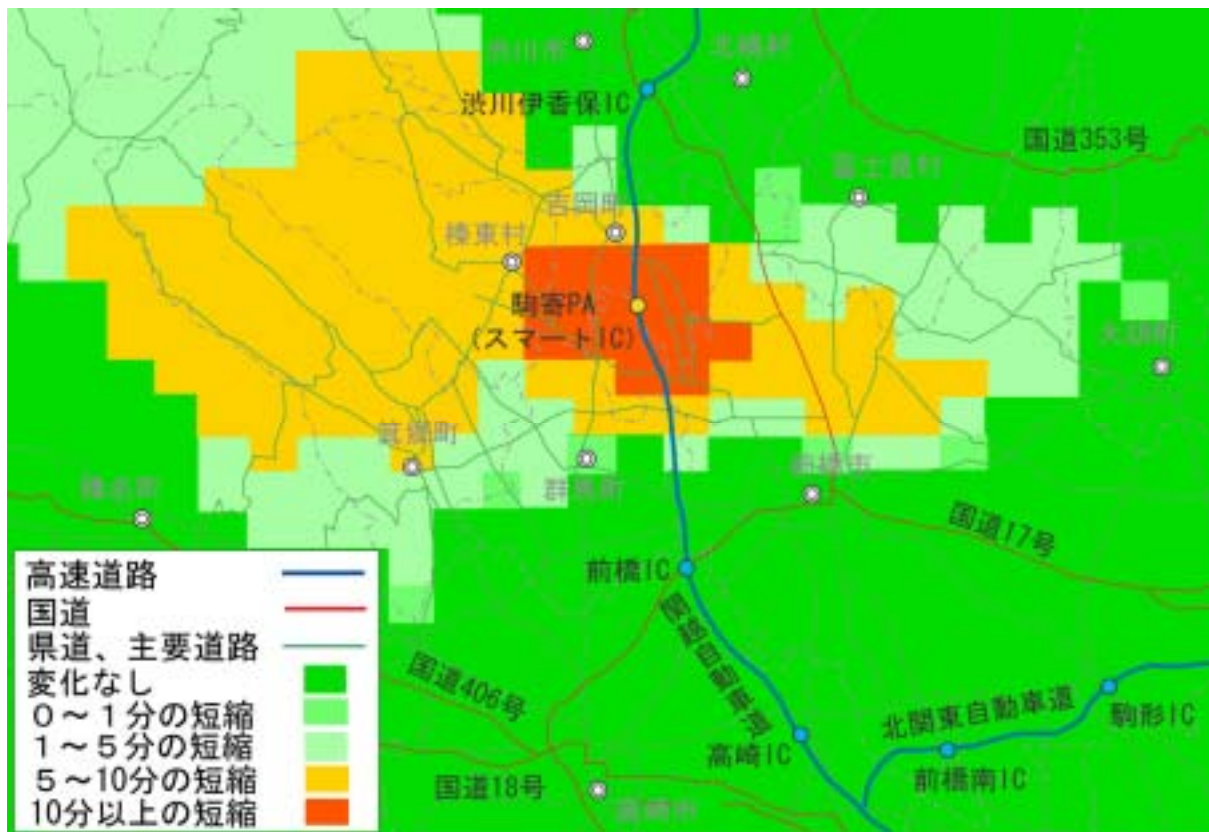 渋川市
北橘村
渋川伊香保IC
国道353号
富士見村
吉岡町
榛東村
駒寄PA
(スマートIC)
大胡町
箕郷町
群馬町
前橋市
榛名町
国道17号
前橋IC
関越自動車道
国道406号
北関東自動車道
駒形IC
高崎IC
前橋南IC
国道18号
高崎市
高速道路
国道
県道、主要道路
変化なし
０～１分の短縮
１～５分の短縮
５～10分の短縮
10分以上の短縮